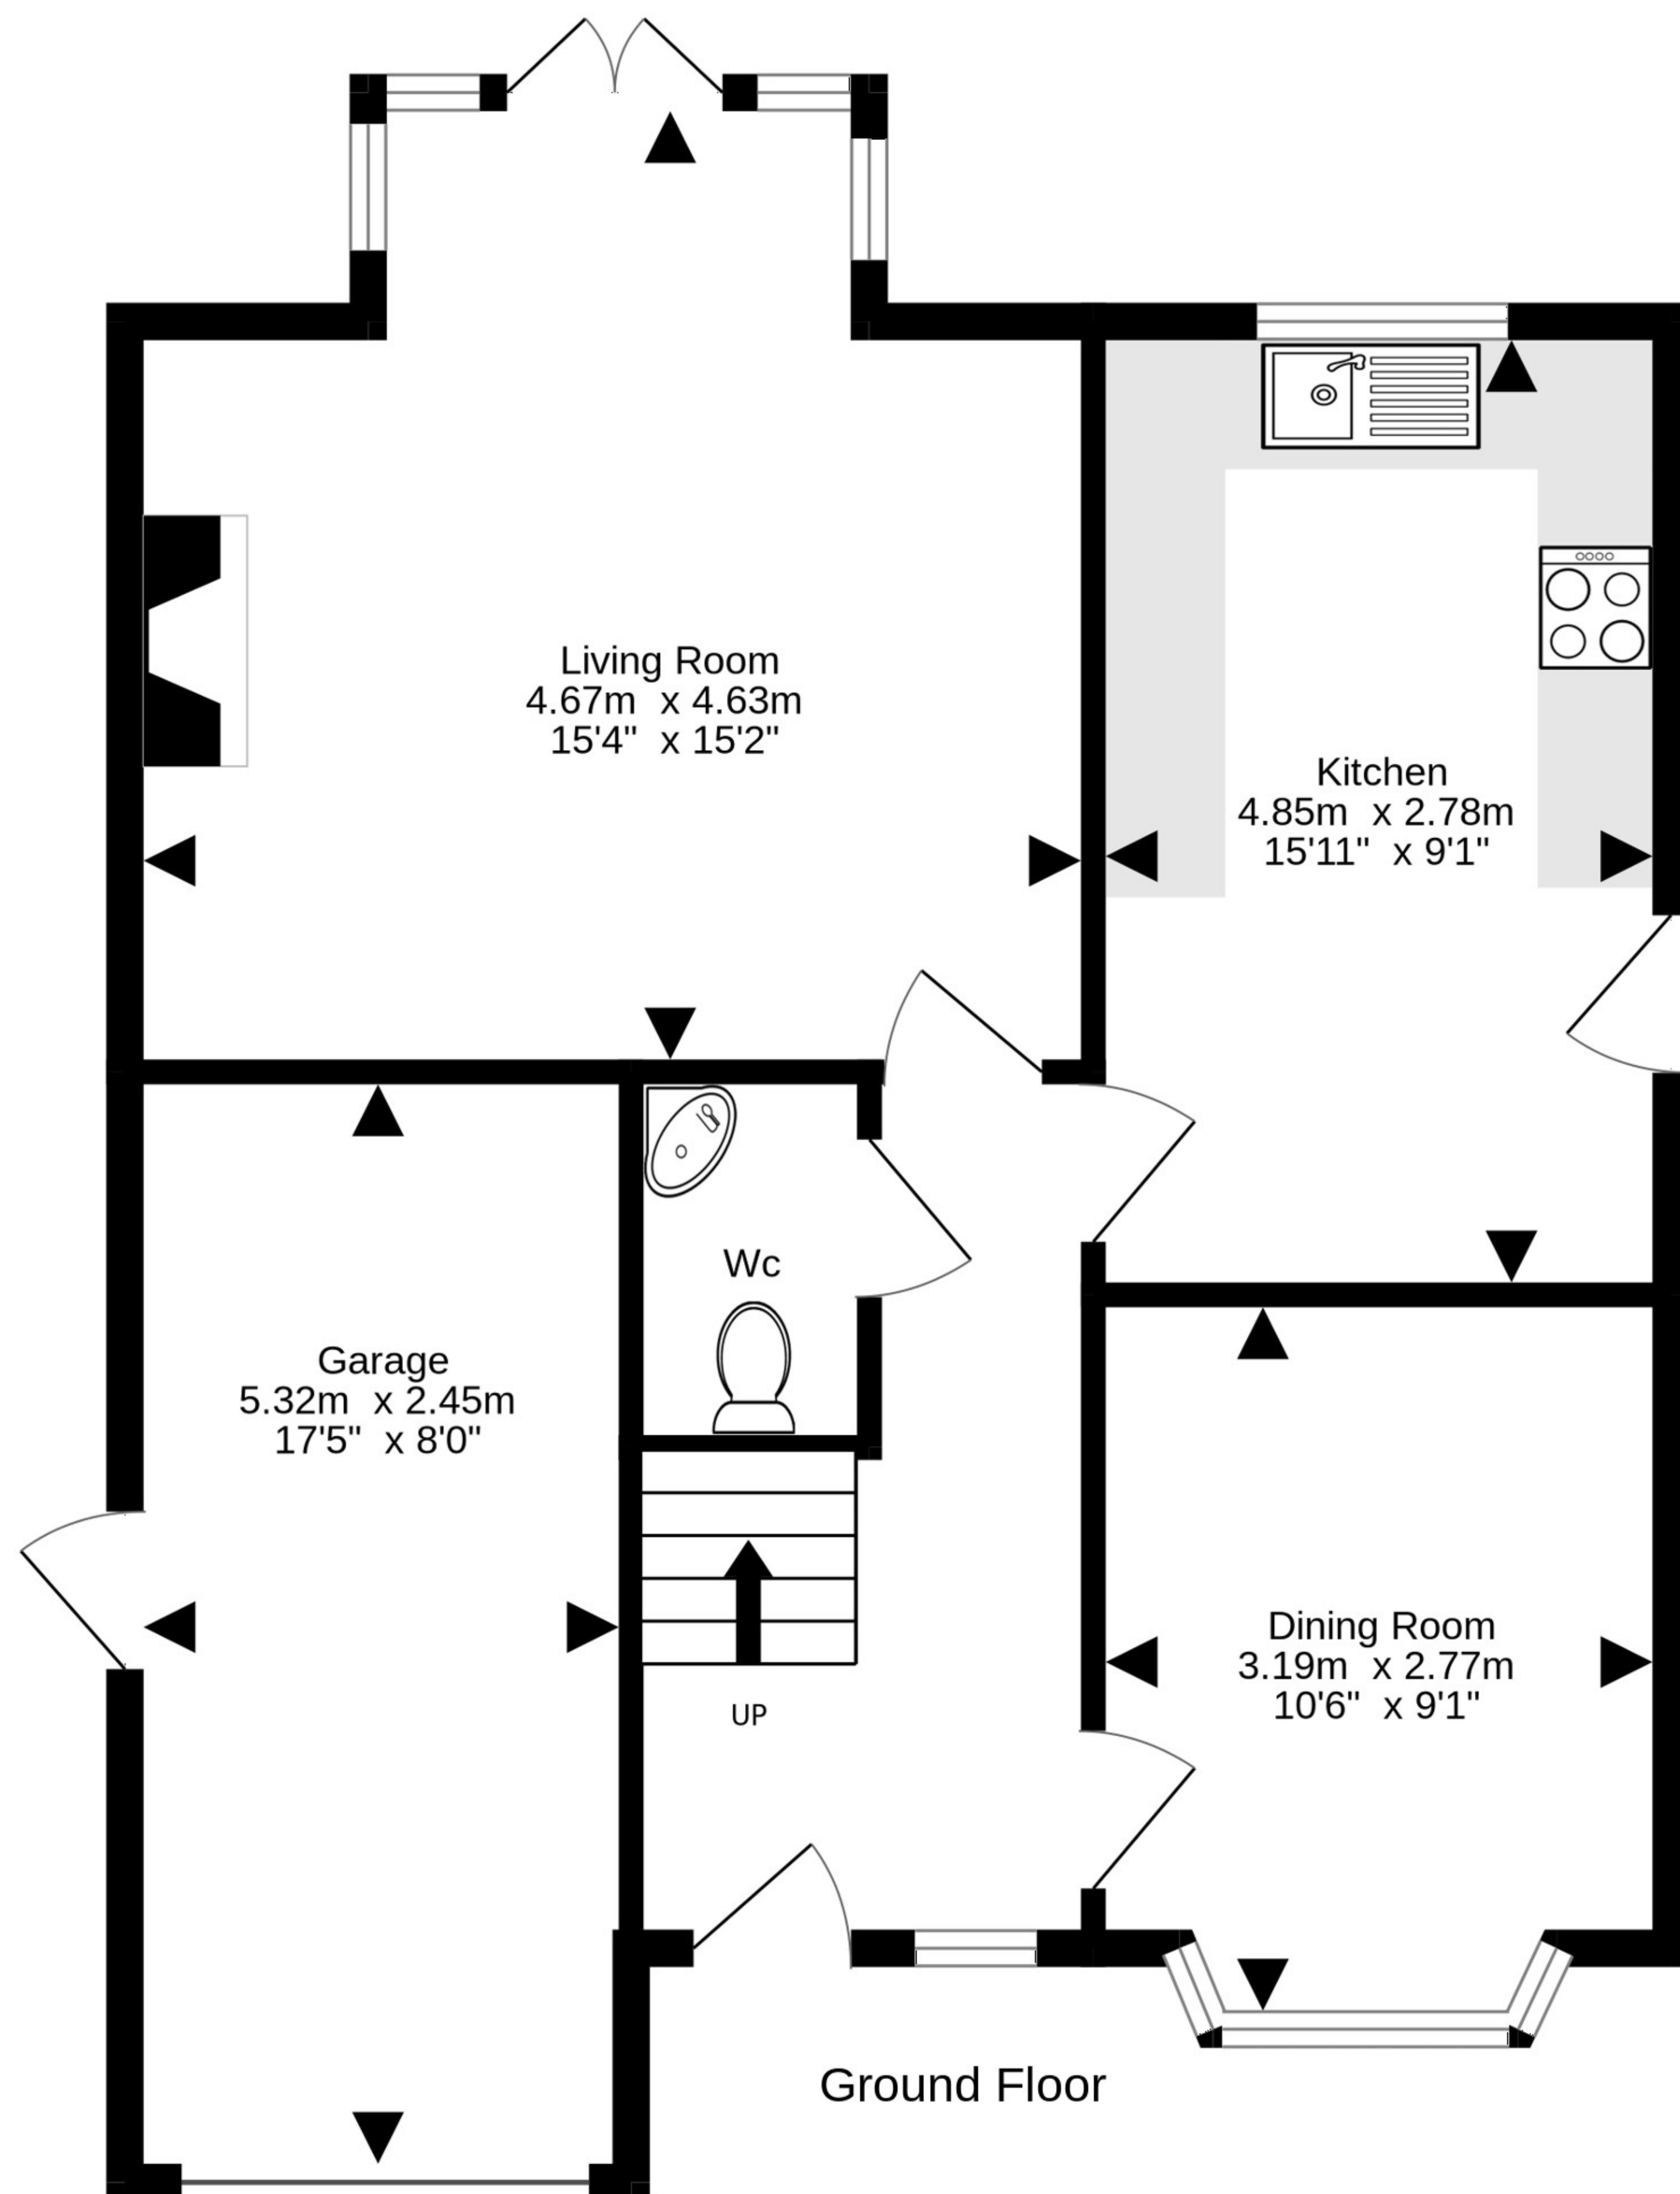 Living Room
4.67m x 4.63m
15'4" x 15'2"
Kitchen
4.85m x 2.78m
15'11" x 9'1"
Wc
Garage
5.32m x 2.45m
17'5" x 8'0"
Dining Room
3.19m x 2.77m
10'6" x 9'1"
UP
Ground Floor